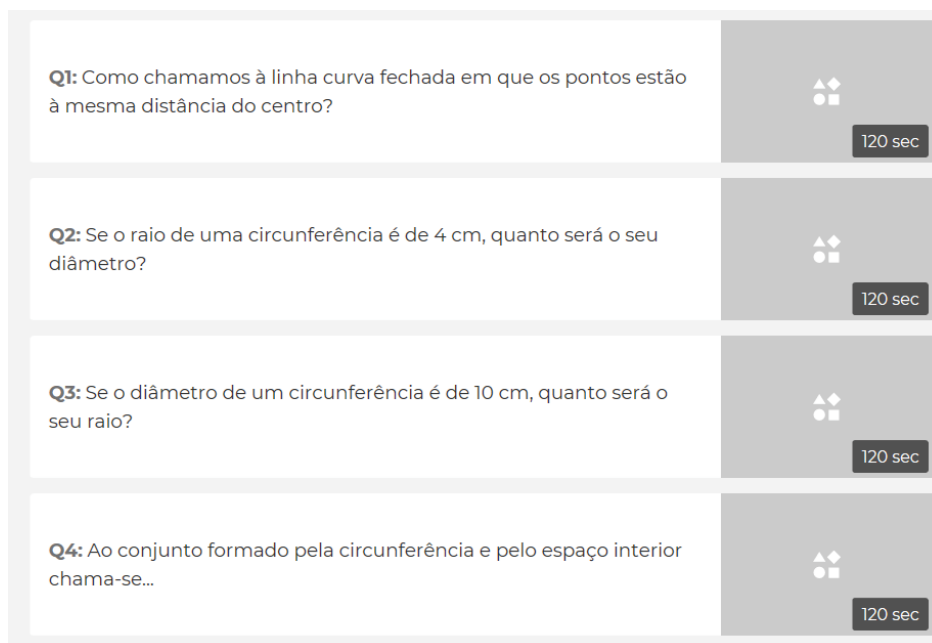 Q1: Como chamamos à linha curva fechada em que os pontos estão
à mesma distância do centro?
120 sec
Q2: Se o raio de uma circunferência é de 4 cm, quanto será o seu
diâmetro?
120 sec
Q3: Se o diâmetro de um circunferência é de 10 cm, quanto será o
seu raio?
120 sec
Q4: Ao conjunto formado pela circunferência e pelo espaço interior
chama-se...
120 sec